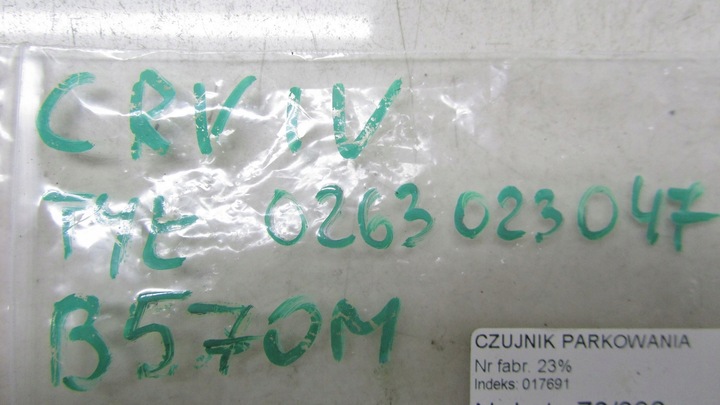 CRV IV
TYŁ 0263023047
B570M
CZUJNIK PARKOWANIA
Nr fabr. 23%
Indeks: 017691